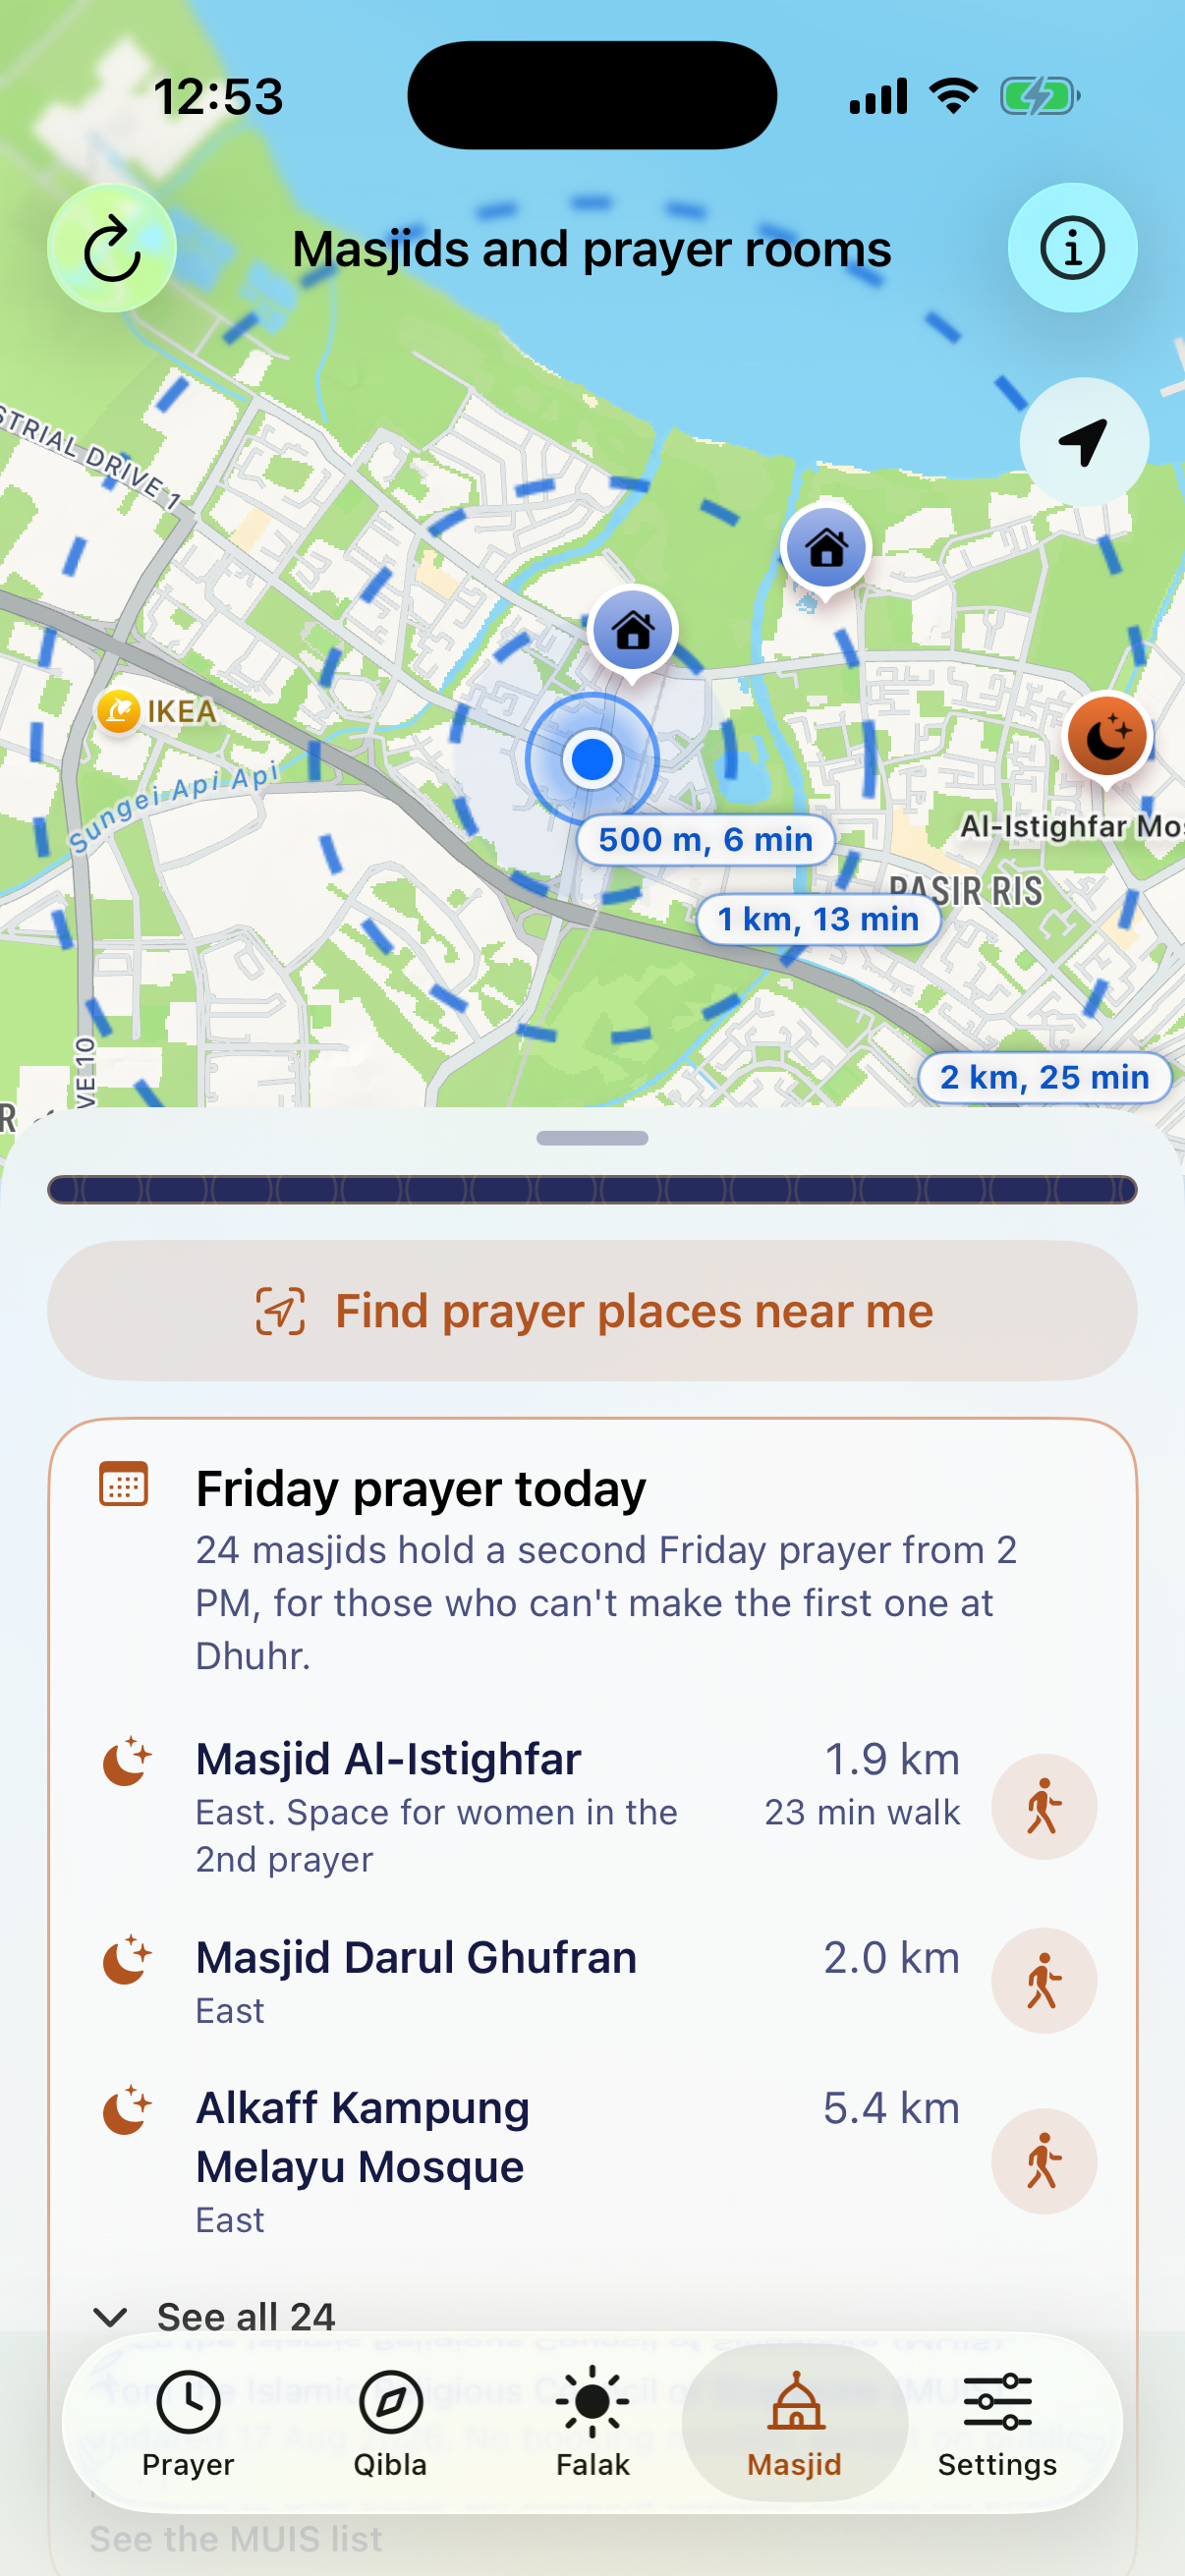 12:53
Masjids and prayer rooms
STRIAL DRIVE 1
IKEA
Sungei Api Api
Al-Istighfar Mos
500 m, 6 min
PASIR RIS
1 km, 13 min
VE 10
2 km, 25 min
R
Find prayer places near me
Friday prayer today
24 masjids hold a second Friday prayer from 2
PM, for those who can't make the first one at
Dhuhr.
Masjid Al-Istighfar
1.9 km
East. Space for women in the
23 min walk
2nd prayer
Masjid Darul Ghufran
2.0 km
East
Alkaff Kampung
5.4 km
Melayu Mosque
East
See all 24
Prayer
Qibla
Falak
Masjid
Settings
See the MUIS list